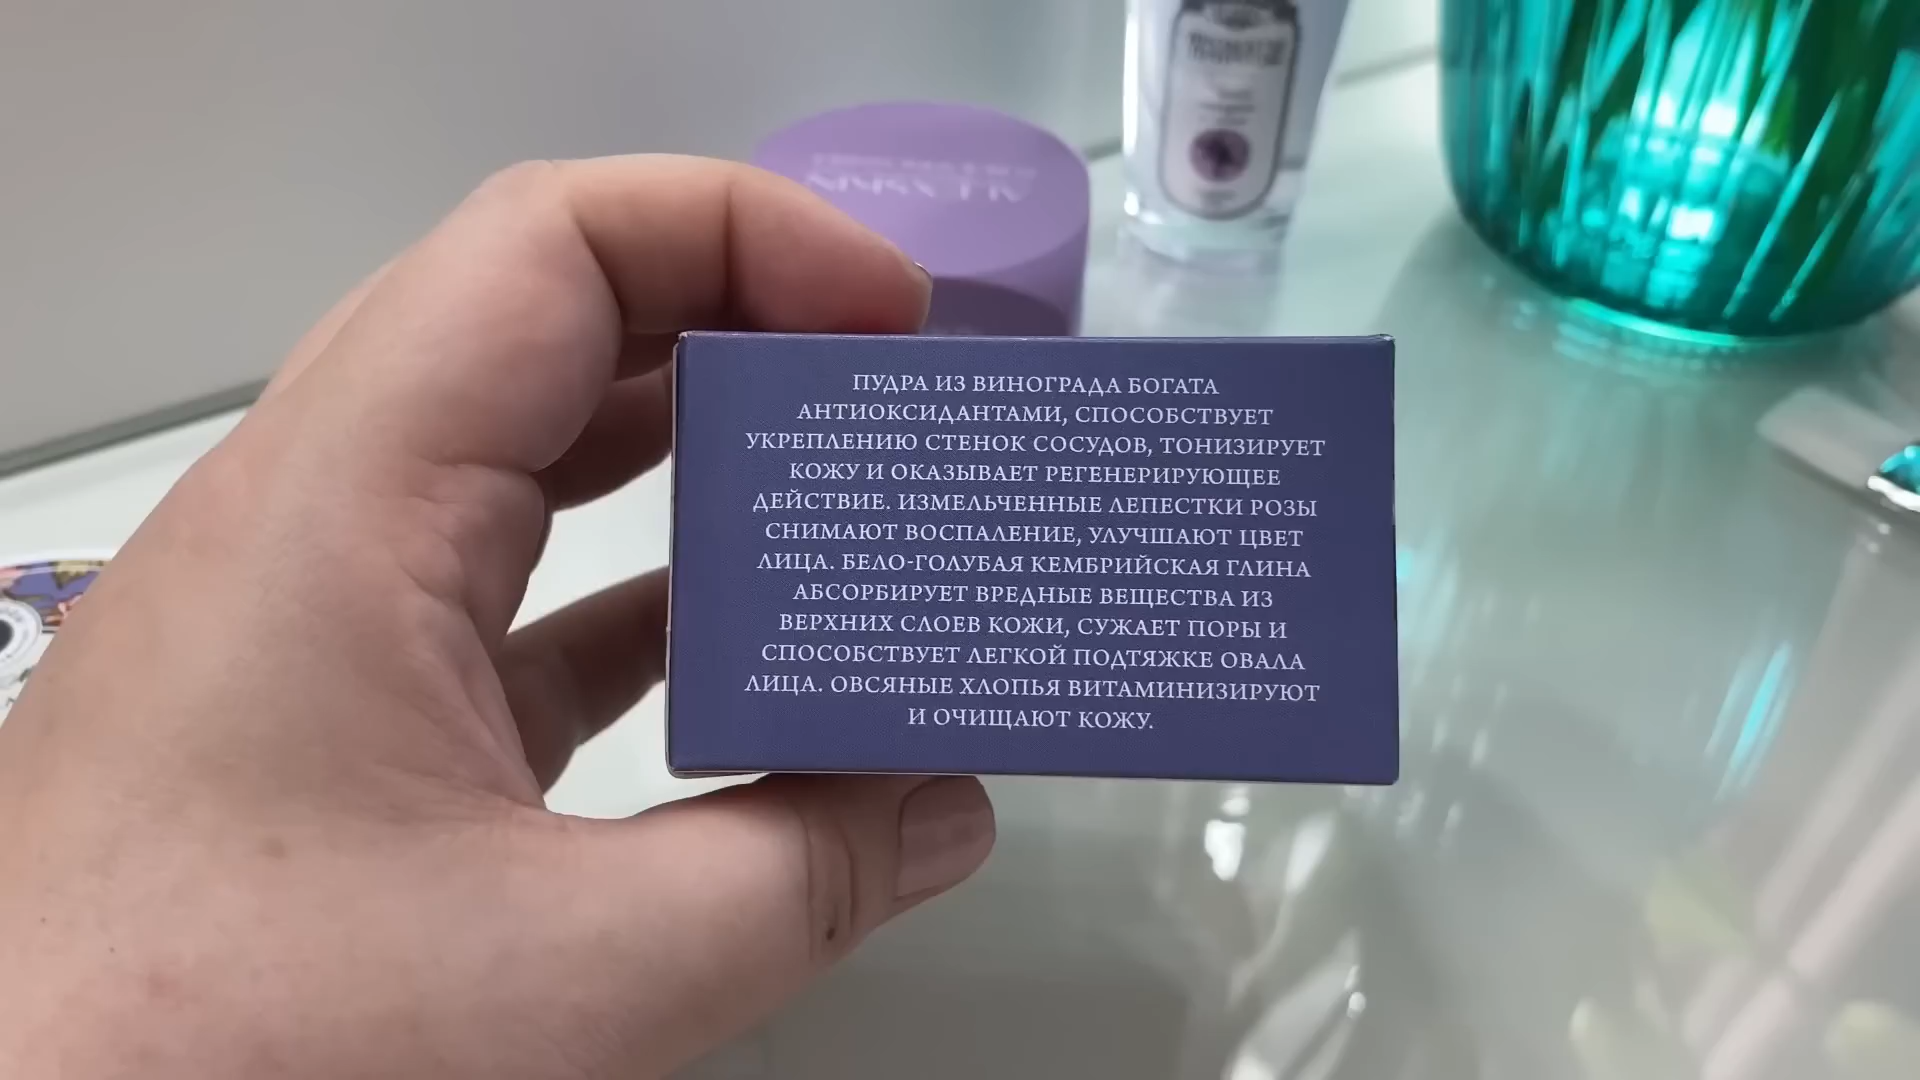 ПУДРА ИЗ ВИНОГРАДА БОГАТА
АНТИОКСИДАНТАМИ, СПОСОБСТВУЕТ
УКРЕПЛЕНИЮ СТЕНОК СОСУДОВ, ТОНИЗИРУЕТ
КОЖУ И ОКАЗЫВАЕТ РЕГЕНЕРИРУЮЩЕЕ
ДЕЙСТВИЕ. ИЗМЕЛЬЧЕННЫЕ ЛЕПЕСТКИ РОЗЫ
СНИМАЮТ ВОСПАЛЕНИЕ, УЛУЧШАЮТ ЦВЕТ
ЛИЦА. БЕЛО-ГОЛУБАЯ КЕМБРИЙСКАЯ ГЛИНА
АБСОРБИРУЕТ ВРЕДНЫЕ ВЕЩЕСТВА ИЗ
ВЕРХНИХ СЛОЕВ КОЖИ, СУЖАЕТ ПОРЫ И
СПОСОБСТВУЕТ ЛЕГКОЙ ПОДТЯЖКЕ ОВАЛА
ЛИЦА. ОВСЯНЫЕ ХЛОПЬЯ ВИТАМИНИЗИРУЮТ
И ОЧИЩАЮТ КОЖУ.